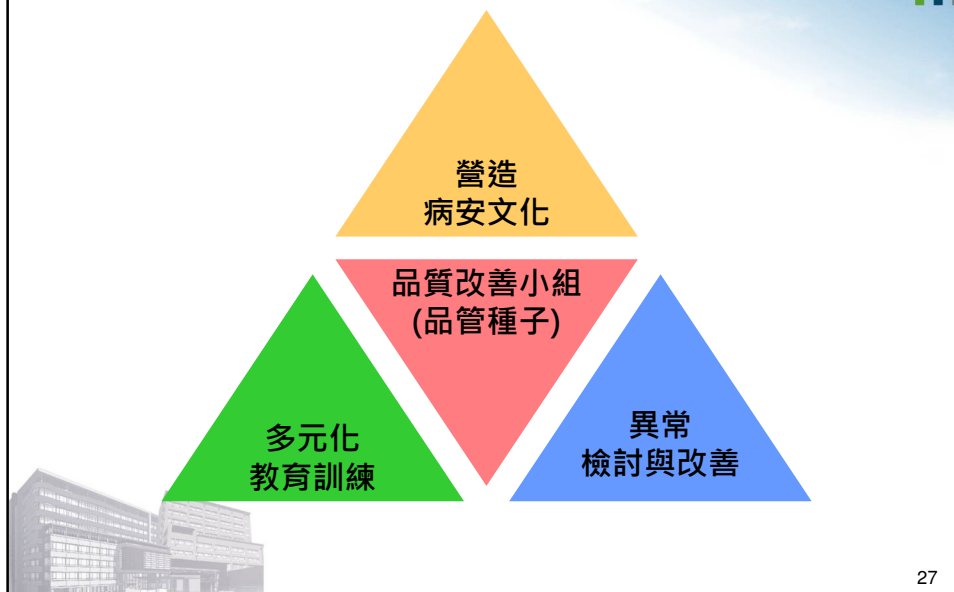 營造
病安文化
品質改善小組
(品管種子)
多元化
教育訓練
異常
檢討與改善
27